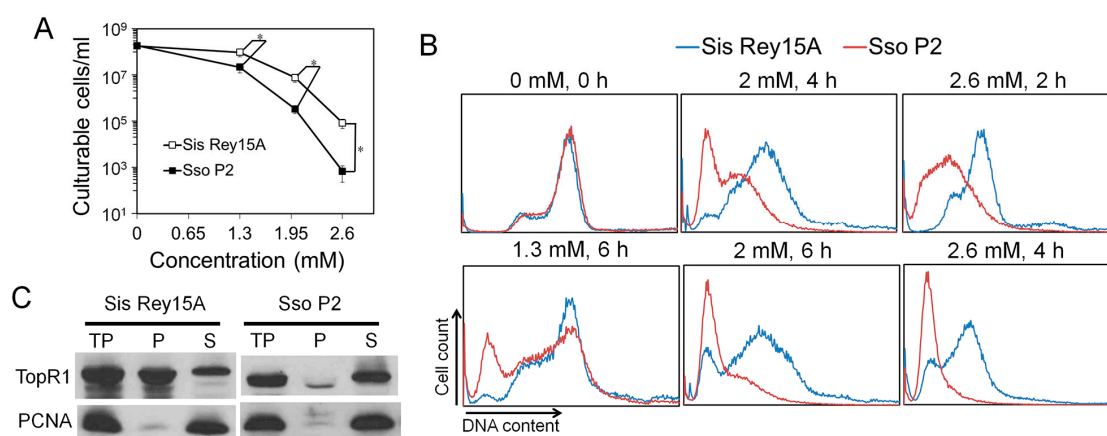 A
Culturable cells/ml
10⁹
10⁷
10⁵
10³
10¹
Sis Rey15A
Sso P2
*
*
*
0 0.65 1.3 1.95 2.6
Concentration (mM)
B
Sis Rey15A Sso P2
0 mM, 0 h 2 mM, 4 h 2.6 mM, 2 h
1.3 mM, 6 h 2 mM, 6 h 2.6 mM, 4 h
Cell count
DNA content
C
Sis Rey15A Sso P2
TP P S TP P S
TopR1
PCNA